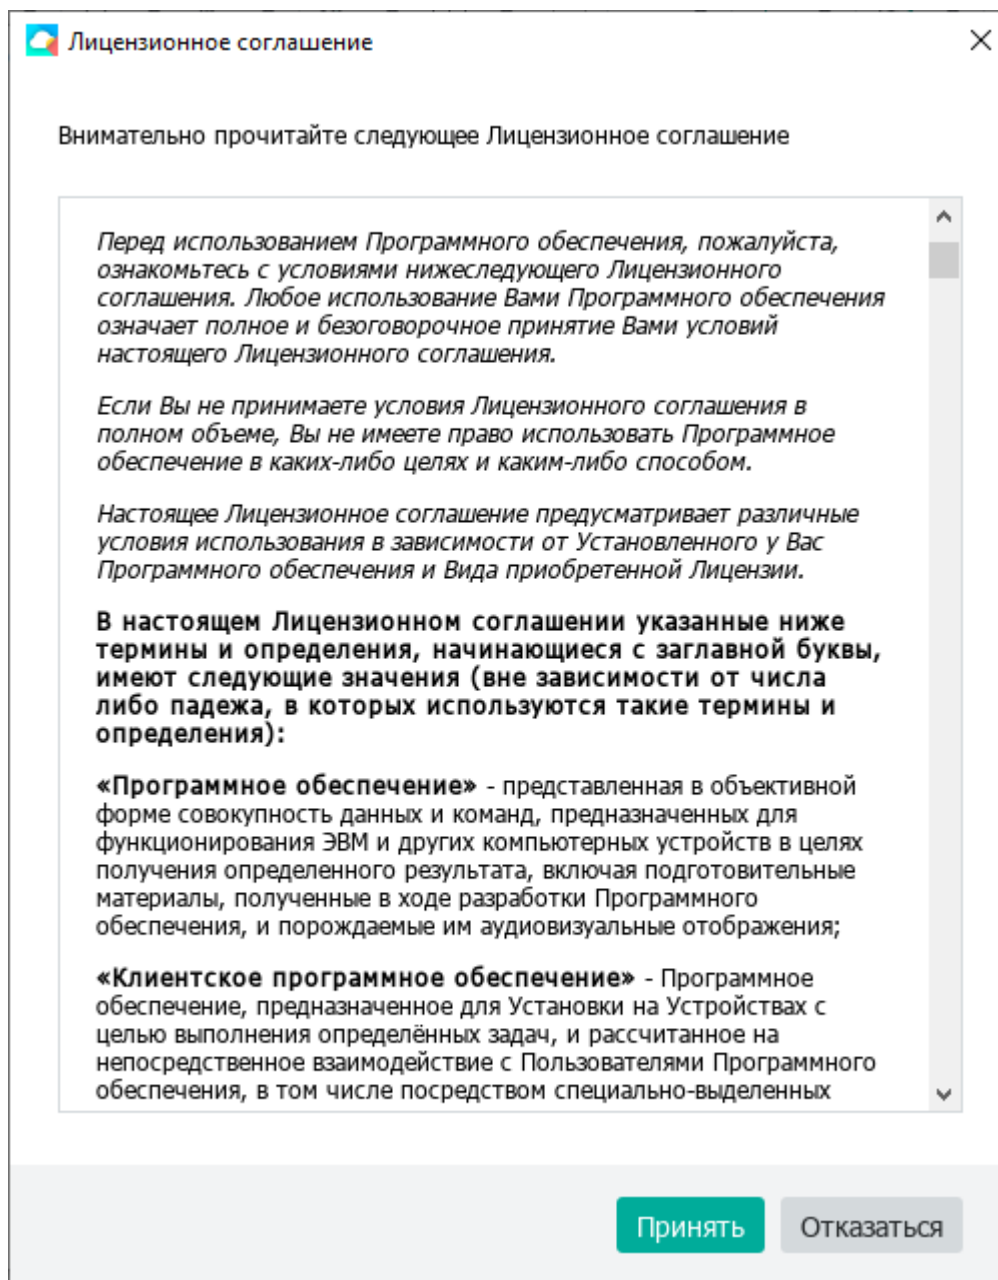 Лицензионное соглашение
Внимательно прочитайте следующее Лицензионное соглашение
Перед использованием Программного обеспечения, пожалуйста,
ознакомьтесь с условиями нижеследующего Лицензионного
соглашения. Любое использование Вами Программного обеспечения
означает полное и безоговорочное принятие Вами условий
настоящего Лицензионного соглашения.
Если Вы не принимаете условия Лицензионного соглашения в
полном объеме, Вы не имеете право использовать Программное
обеспечение в каких-либо целях и каким-либо способом.
Настоящее Лицензионное соглашение предусматривает различные
условия использования в зависимости от Установленного у Вас
Программного обеспечения и Вида приобретенной Лицензии.
В настоящем Лицензионном соглашении указанные ниже
термины и определения, начинающиеся с заглавной буквы,
имеют следующие значения (вне зависимости от числа
либо падежа, в которых используются такие термины и
определения):
«Программное обеспечение» - представленная в объективной
форме совокупность данных и команд, предназначенных для
функционирования ЭВМ и других компьютерных устройств в целях
получения определенного результата, включая подготовительные
материалы, полученные в ходе разработки Программного
обеспечения, и порождаемые им аудиовизуальные отображения;
«Клиентское программное обеспечение» - Программное
обеспечение, предназначенное для Установки на Устройствах с
целью выполнения определённых задач, и рассчитанное на
непосредственное взаимодействие с Пользователями Программного
обеспечения, в том числе посредством специально-выделенных
Принять Отказаться